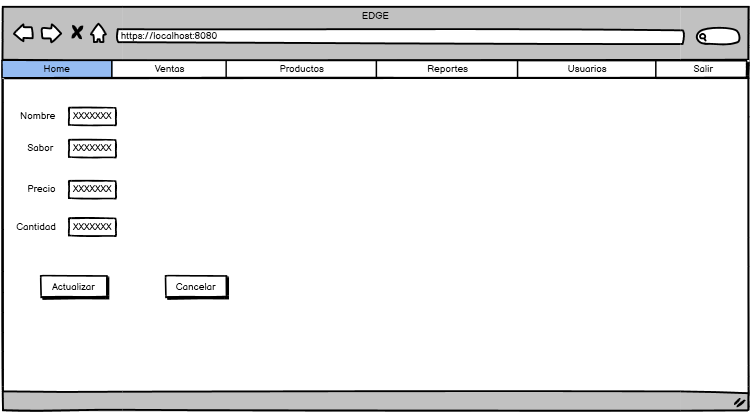 EDGE
https://localhost:8080
Home Ventas Productos Reportes Usuarios Salir
Nombre XXXXXXX
Sabor XXXXXXX
Precio XXXXXXX
Cantidad XXXXXXX
Actualizar Cancelar